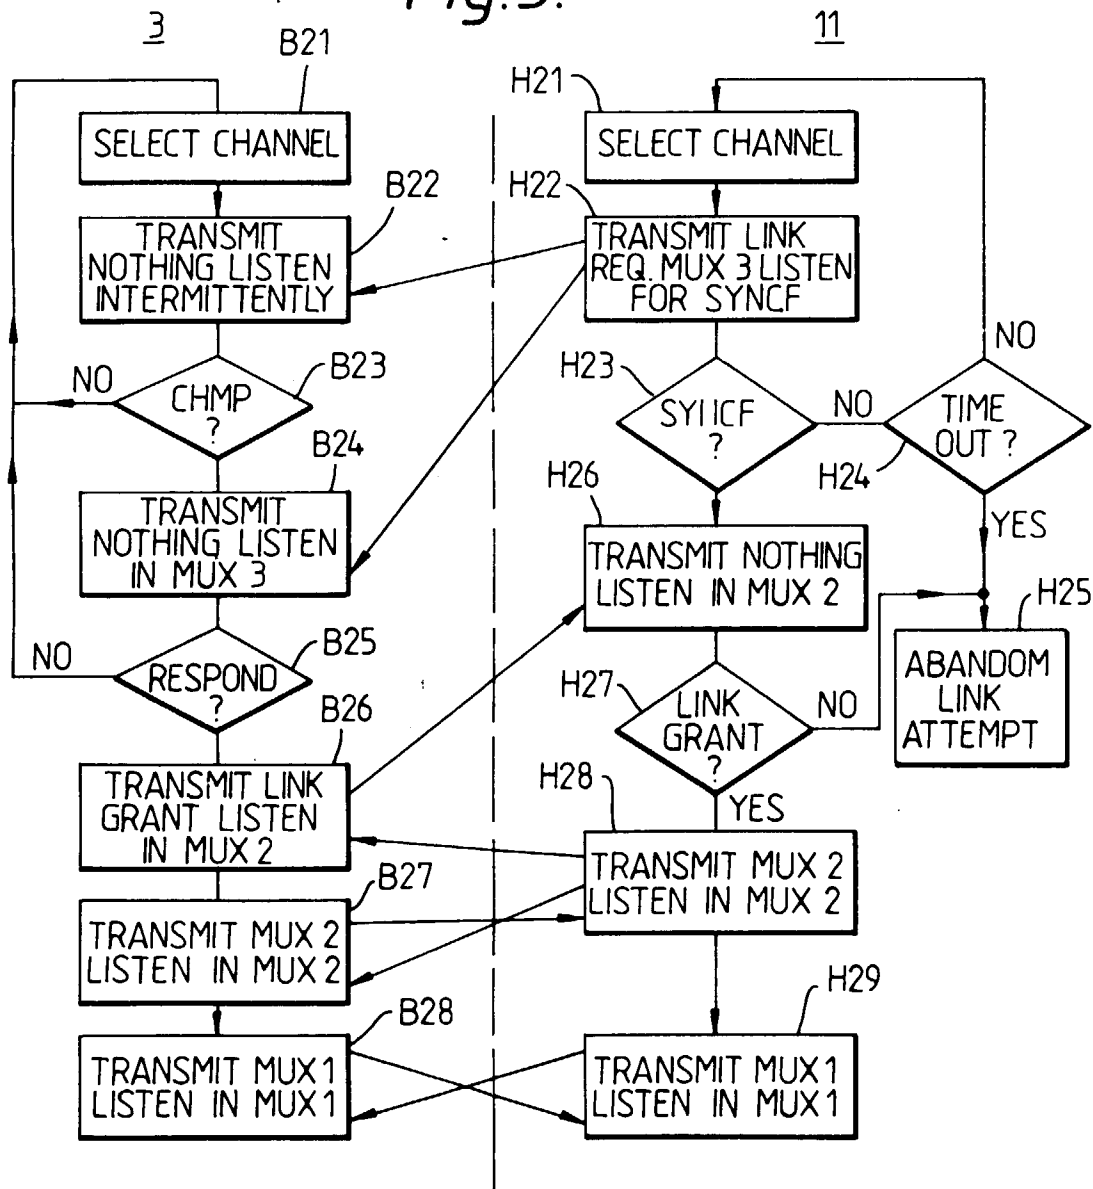 Fig.5.
3
11
B21
SELECT CHANNEL
B22
TRANSMIT
NOTHING LISTEN
INTERMITTENTLY
B23
NO
CHMP
?
B24
TRANSMIT
NOTHING LISTEN
IN MUX 3
B25
NO
RESPOND
?
B26
TRANSMIT LINK
GRANT LISTEN
IN MUX 2
B27
TRANSMIT MUX 2
LISTEN IN MUX 2
B28
TRANSMIT MUX 1
LISTEN IN MUX 1
H21
SELECT CHANNEL
H22
TRANSMIT LINK
REQ. MUX 3 LISTEN
FOR SYNCF
H23
SYNCF
?
NO
NO
TIME
OUT ?
H24
YES
H26
TRANSMIT NOTHING
LISTEN IN MUX 2
H25
ABANDOM
LINK
ATTEMPT
H27
LINK
GRANT
?
NO
YES
H28
TRANSMIT MUX 2
LISTEN IN MUX 2
H29
TRANSMIT MUX 1
LISTEN IN MUX 1